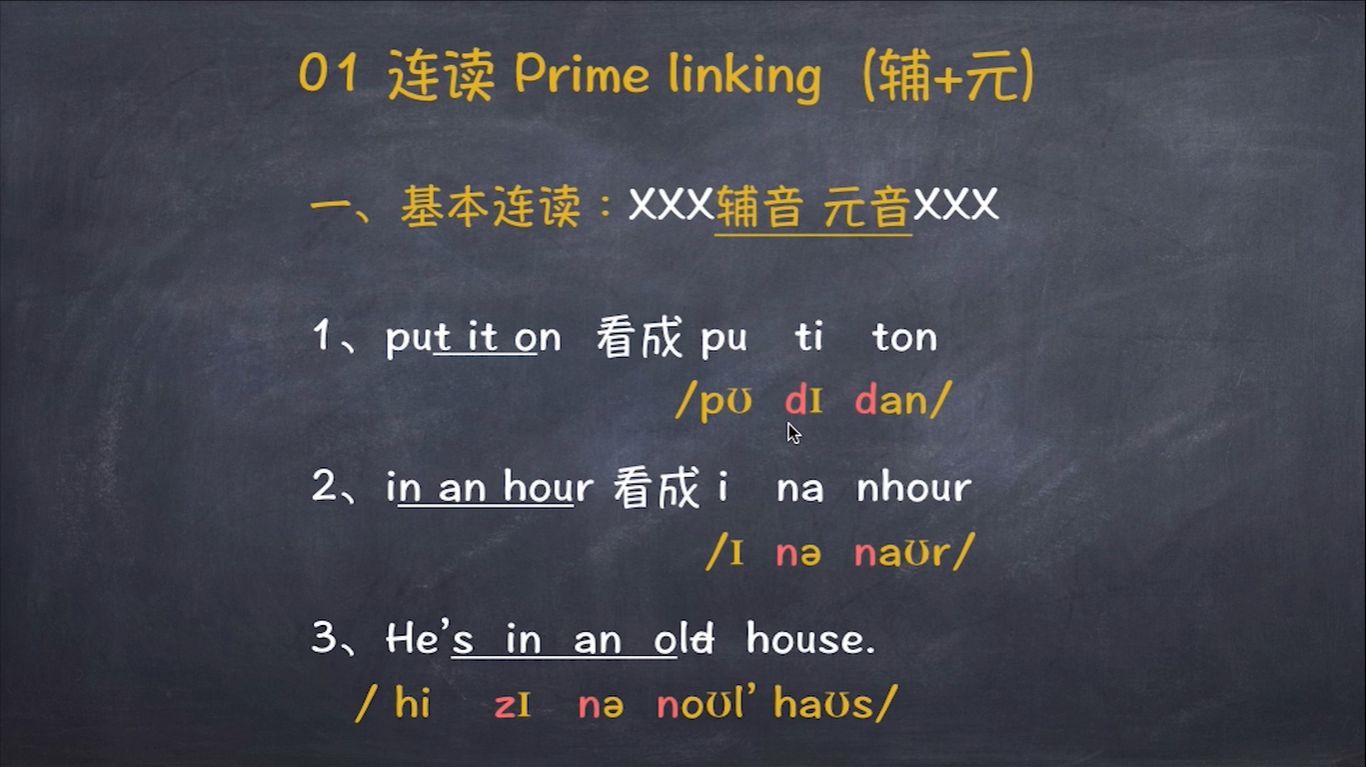 01 连读 Prime linking (辅+元)
一、基本连读：XXX辅音 元音XXX
1、put it on 看成 pu ti ton
/pʊ dɪ dan/
2、in an hour 看成 i na nhour
/ɪ nə naʊr/
3、He's in an old house.
/ hi zɪ nə noʊl' haʊs/